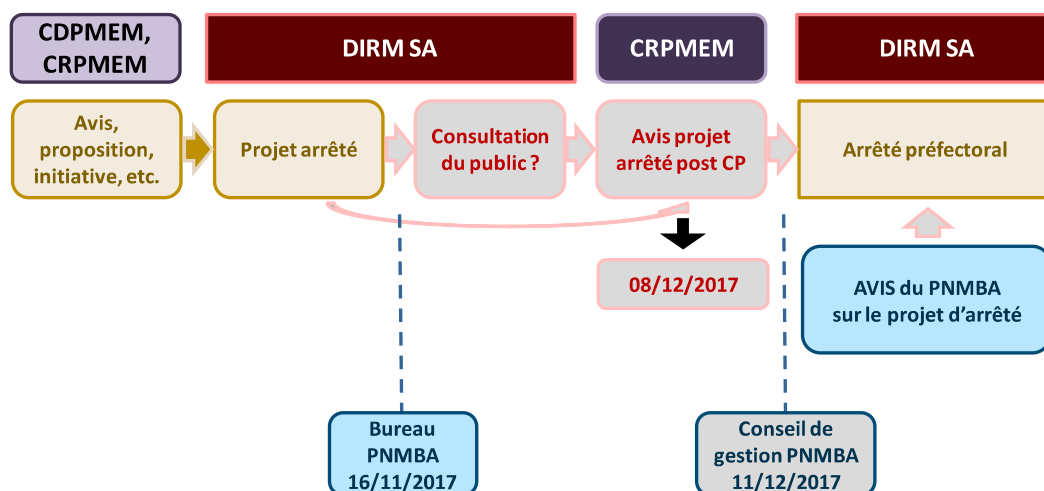 CDPMEM,
CRPMEM
DIRM SA
CRPMEM
DIRM SA
Avis,
proposition,
initiative, etc.
Projet arrêté
Consultation
du public ?
Avis projet
arrêté post CP
Arrêté préfectoral
08/12/2017
AVIS du PNMBA
sur le projet d'arrêté
Bureau
PNMBA
16/11/2017
Conseil de
gestion PNMBA
11/12/2017